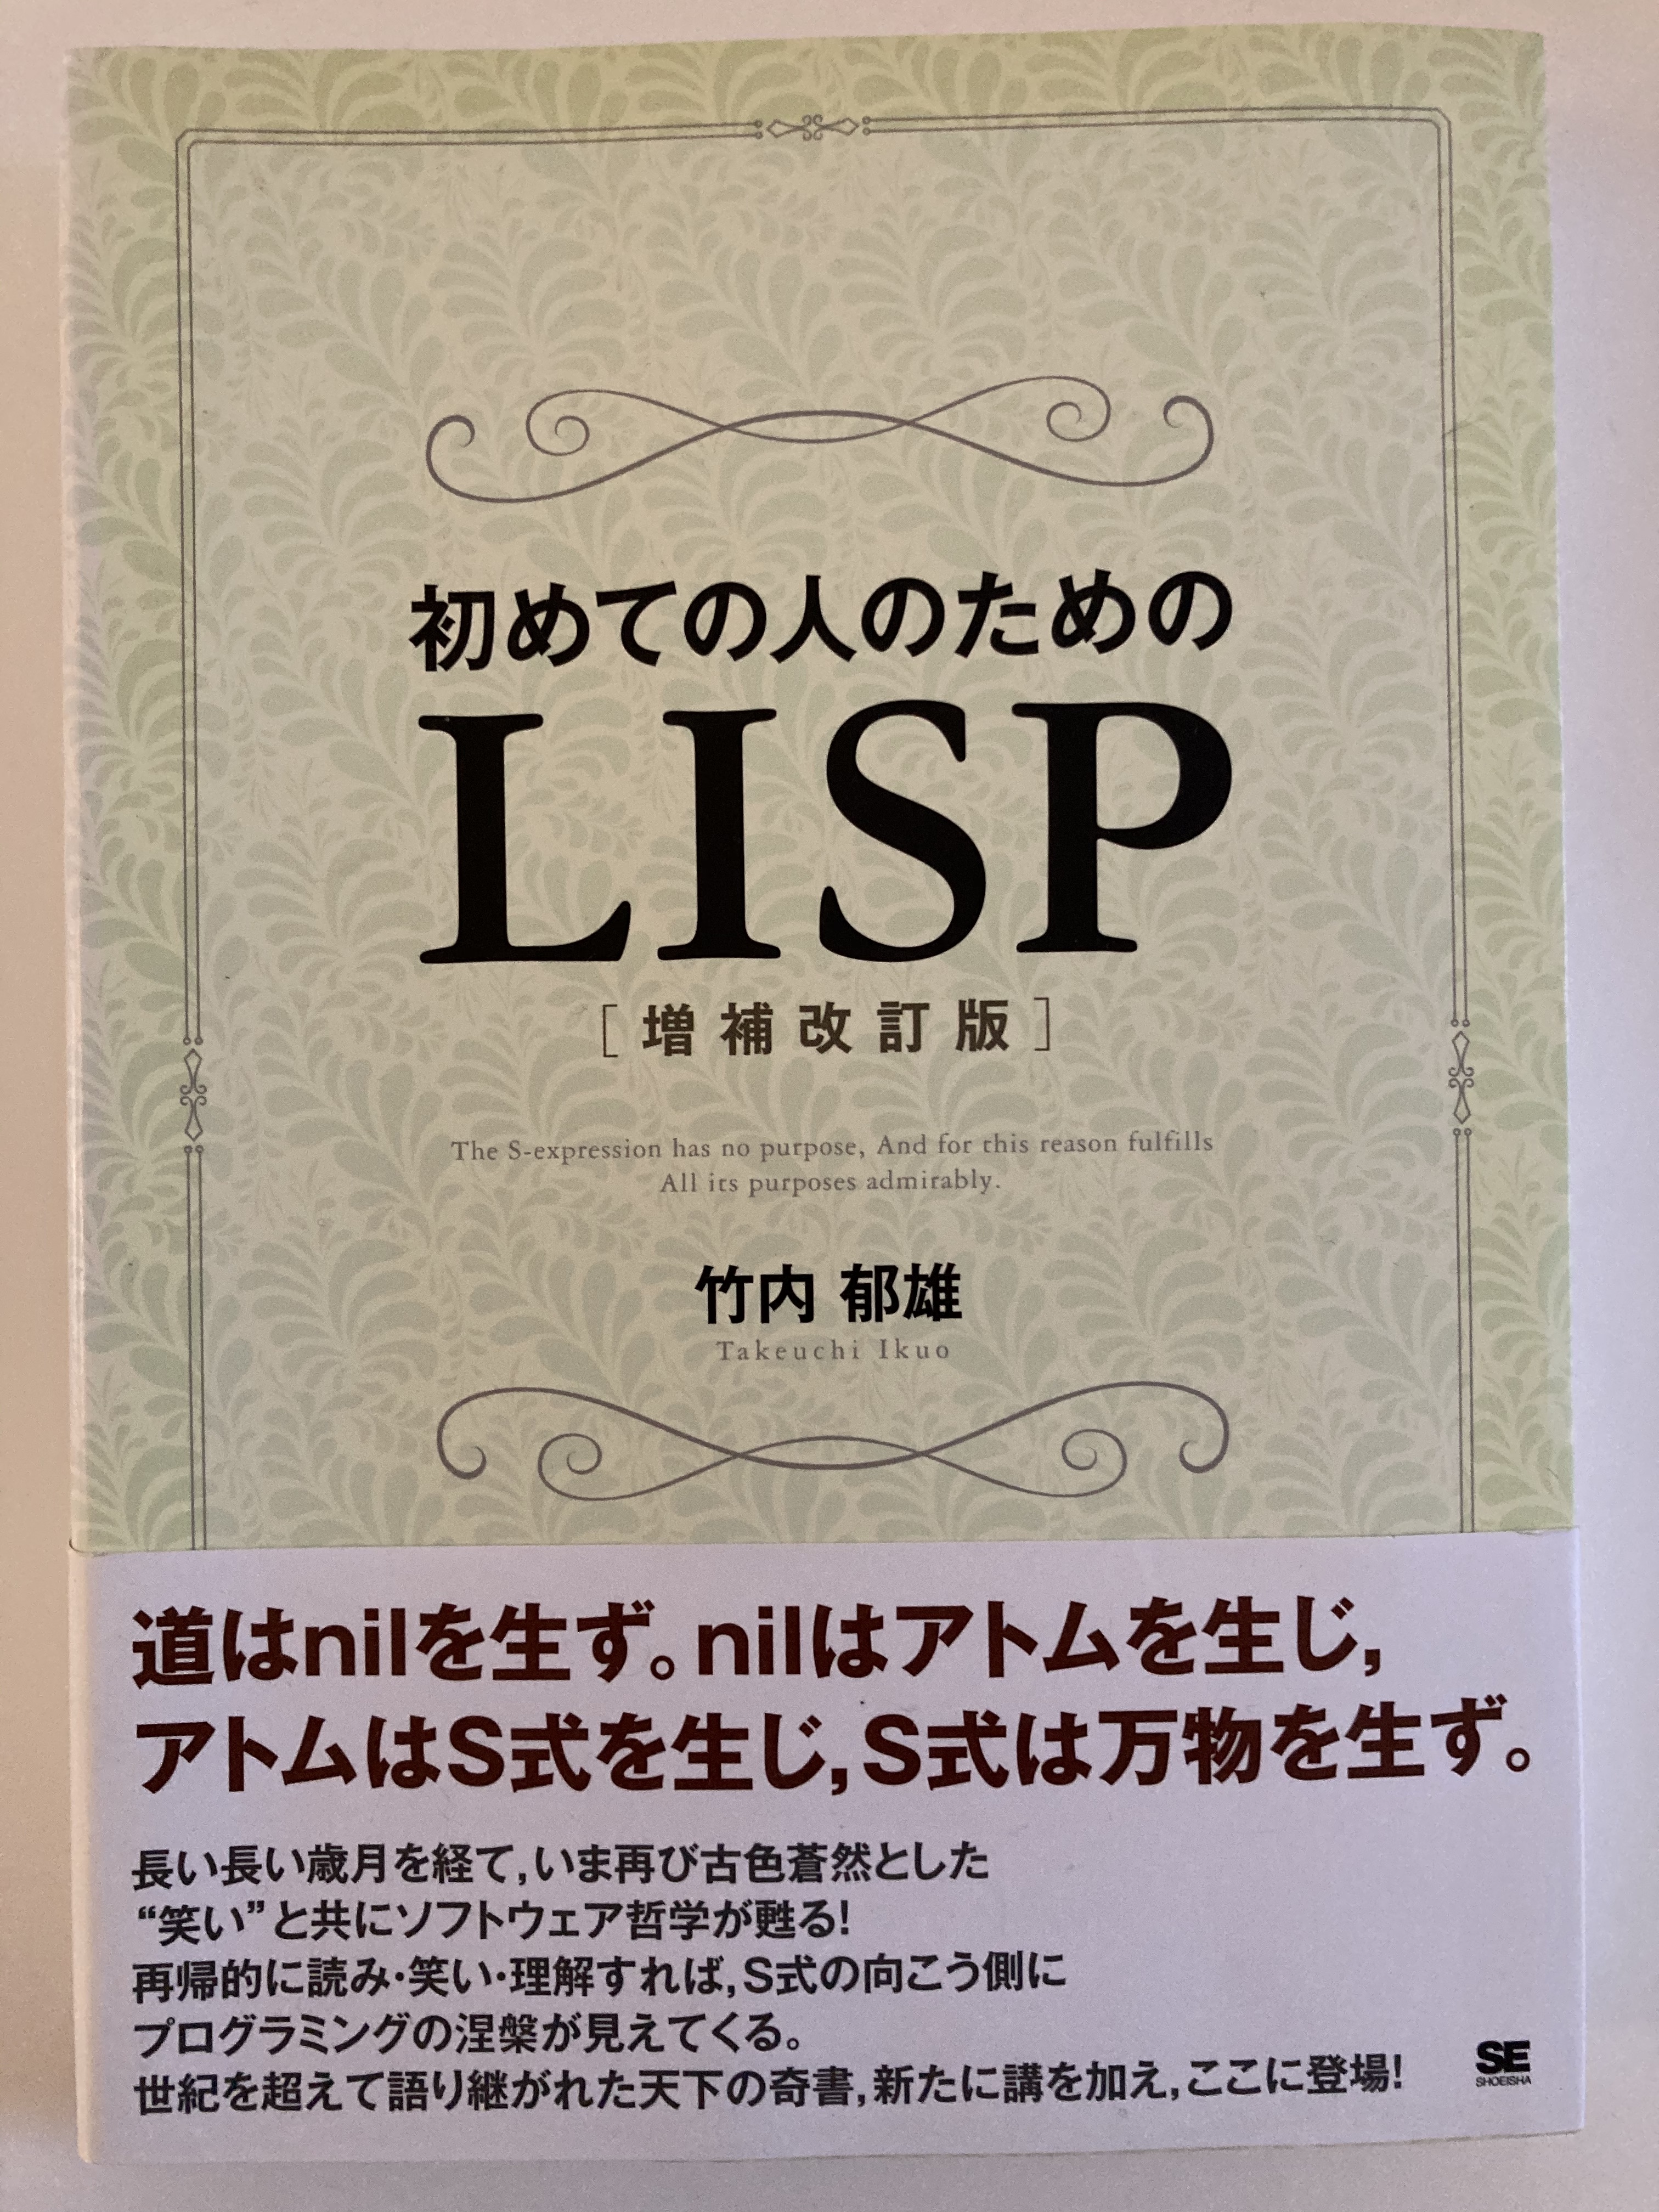 初めての人のための
LISP
[増補改訂版]
The S-expression has no purpose, And for this reason fulfills
All its purposes admirably.
竹内 郁雄
Takeuchi Ikuo
道はnilを生ず。nilはアトムを生じ,
アトムはS式を生じ,S式は万物を生ず。
長い長い歳月を経て,いま再び古色蒼然とした
“笑い”と共にソフトウェア哲学が甦る!
再帰的に読み・笑い・理解すれば,S式の向こう側に
プログラミングの涅槃が見えてくる。
世紀を超えて語り継がれた天下の奇書,新たに講を加え,ここに登場!
SE
SHOEISHA